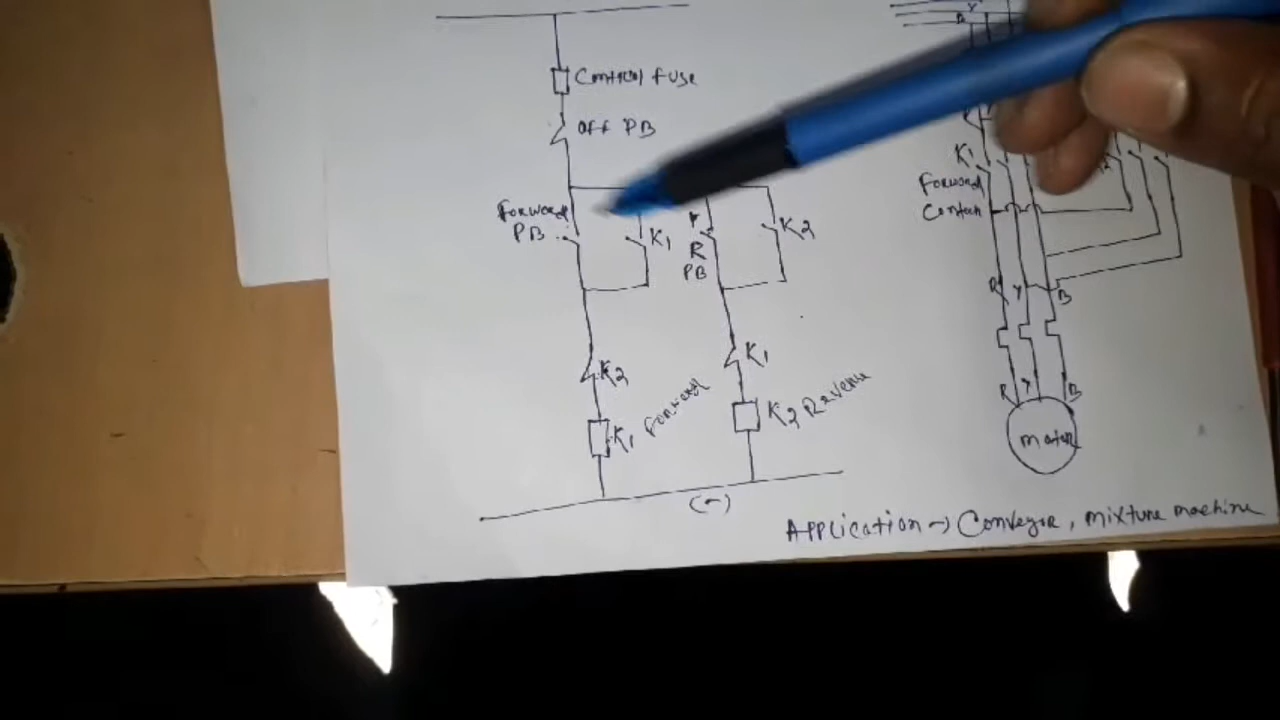 Control fuse
off PB
Forward
PB
K1
R
PB
K2
K2
K1
K1 Forward
K2 Reverse
(-)
Y
B
K1
Forward
R Y B
R Y B
motor
Application → Conveyor, mixture machine